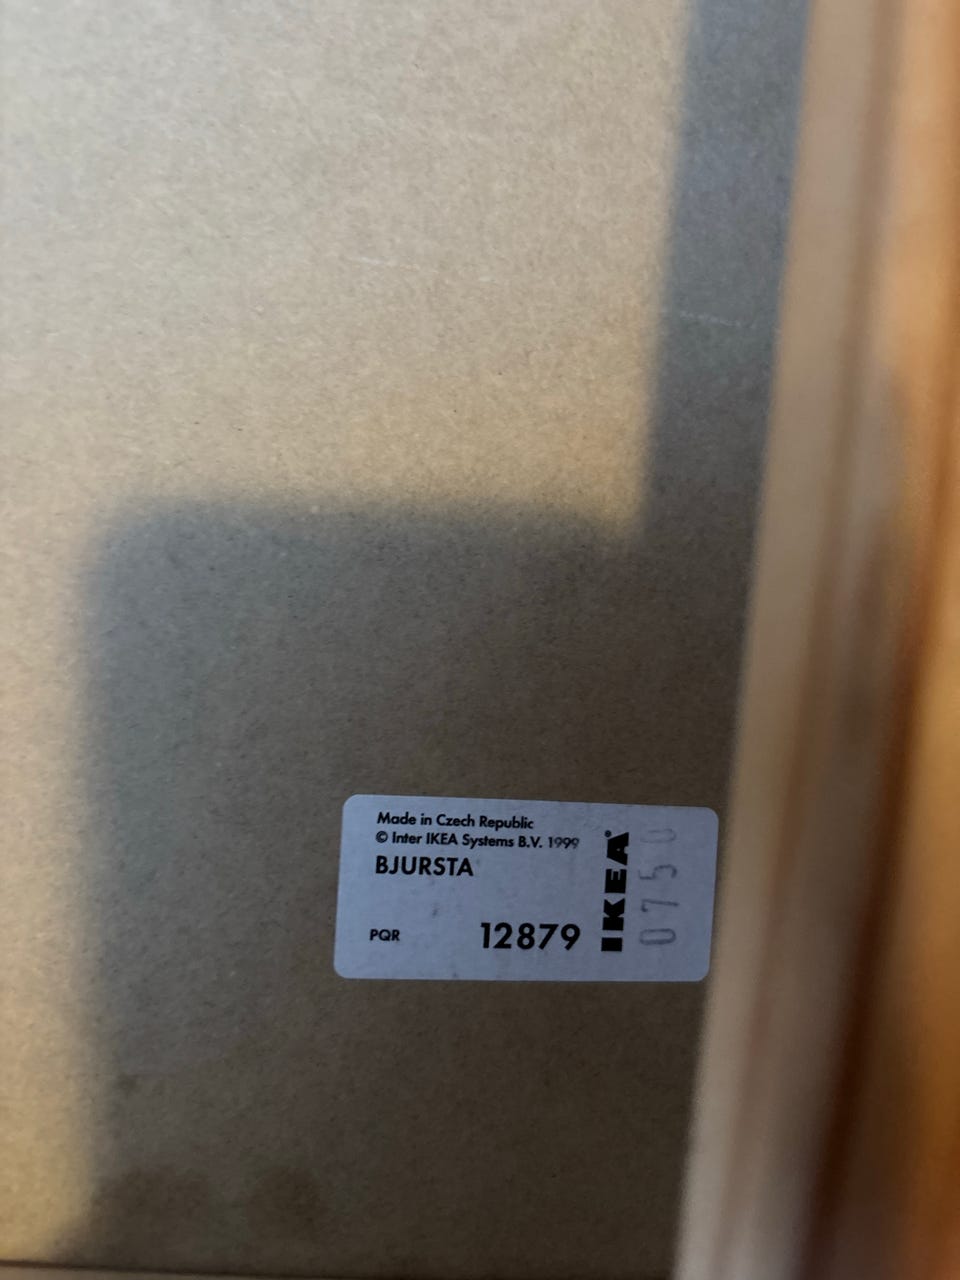 Made in Czech Republic
© Inter IKEA Systems B.V. 1999
BJURSTA
PQR 12879
IKEA®
0750